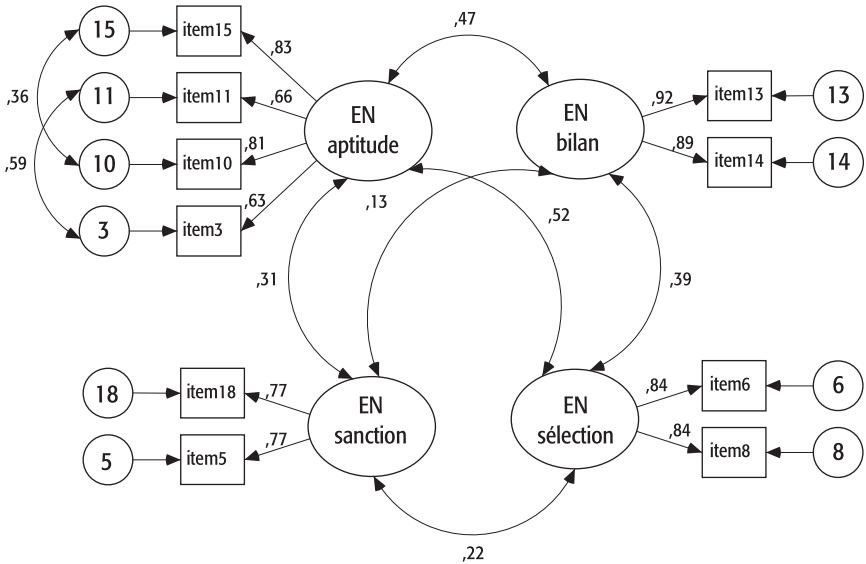 15
item15
,83
,47
11
item11
,66
EN
aptitude
EN
bilan
,92
item13
13
,36
10
item10
,81
,89
item14
14
,59
3
item3
,63
,13
,52
,31
,39
18
item18
,77
EN
sanction
EN
sélection
,84
item6
6
5
item5
,77
,84
item8
8
,22